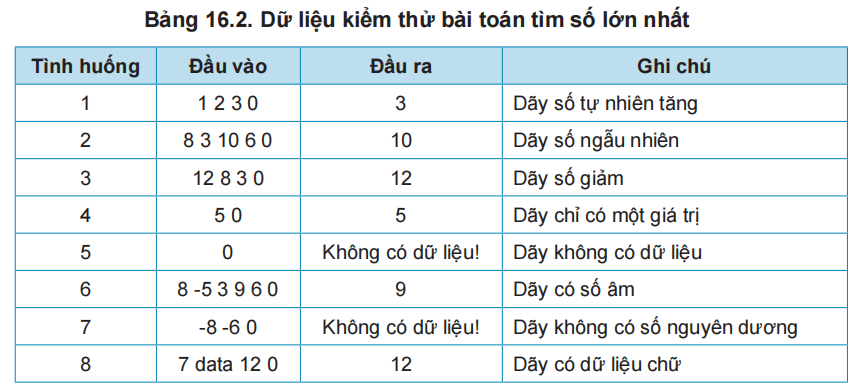 Bảng 16.2. Dữ liệu kiểm thử bài toán tìm số lớn nhất
Tình huống Đầu vào Đầu ra Ghi chú
1 1 2 3 0 3 Dãy số tự nhiên tăng
2 8 3 10 6 0 10 Dãy số ngẫu nhiên
3 12 8 3 0 12 Dãy số giảm
4 5 0 5 Dãy chỉ có một giá trị
5 0 Không có dữ liệu! Dãy không có dữ liệu
6 8 -5 3 9 6 0 9 Dãy có số âm
7 -8 -6 0 Không có dữ liệu! Dãy không có số nguyên dương
8 7 data 12 0 12 Dãy có dữ liệu chữ